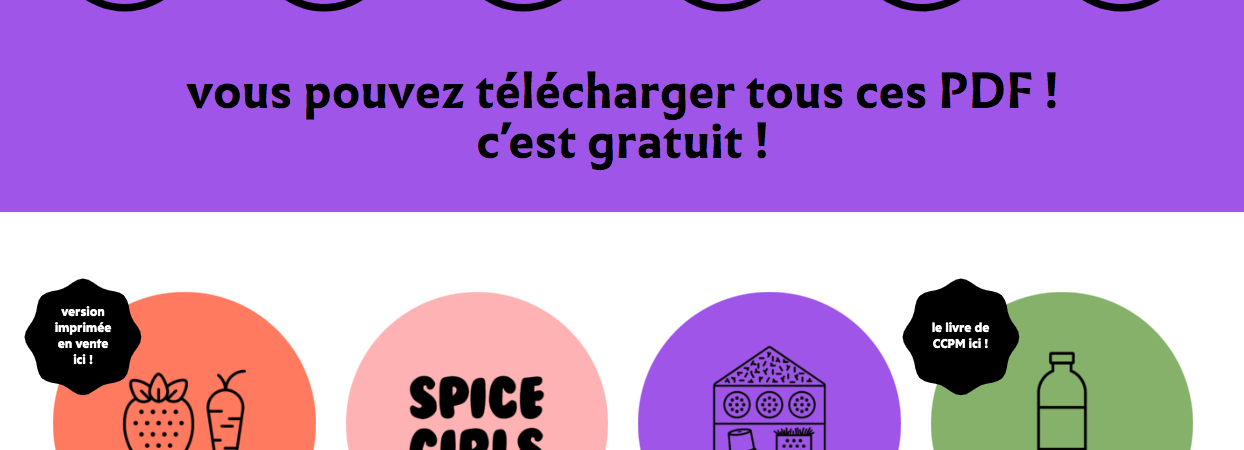 vous pouvez télécharger tous ces PDF !
c’est gratuit !
version
imprimée
en vente
ici !
SPICE
GIRLS
le livre de
CCPM ici !